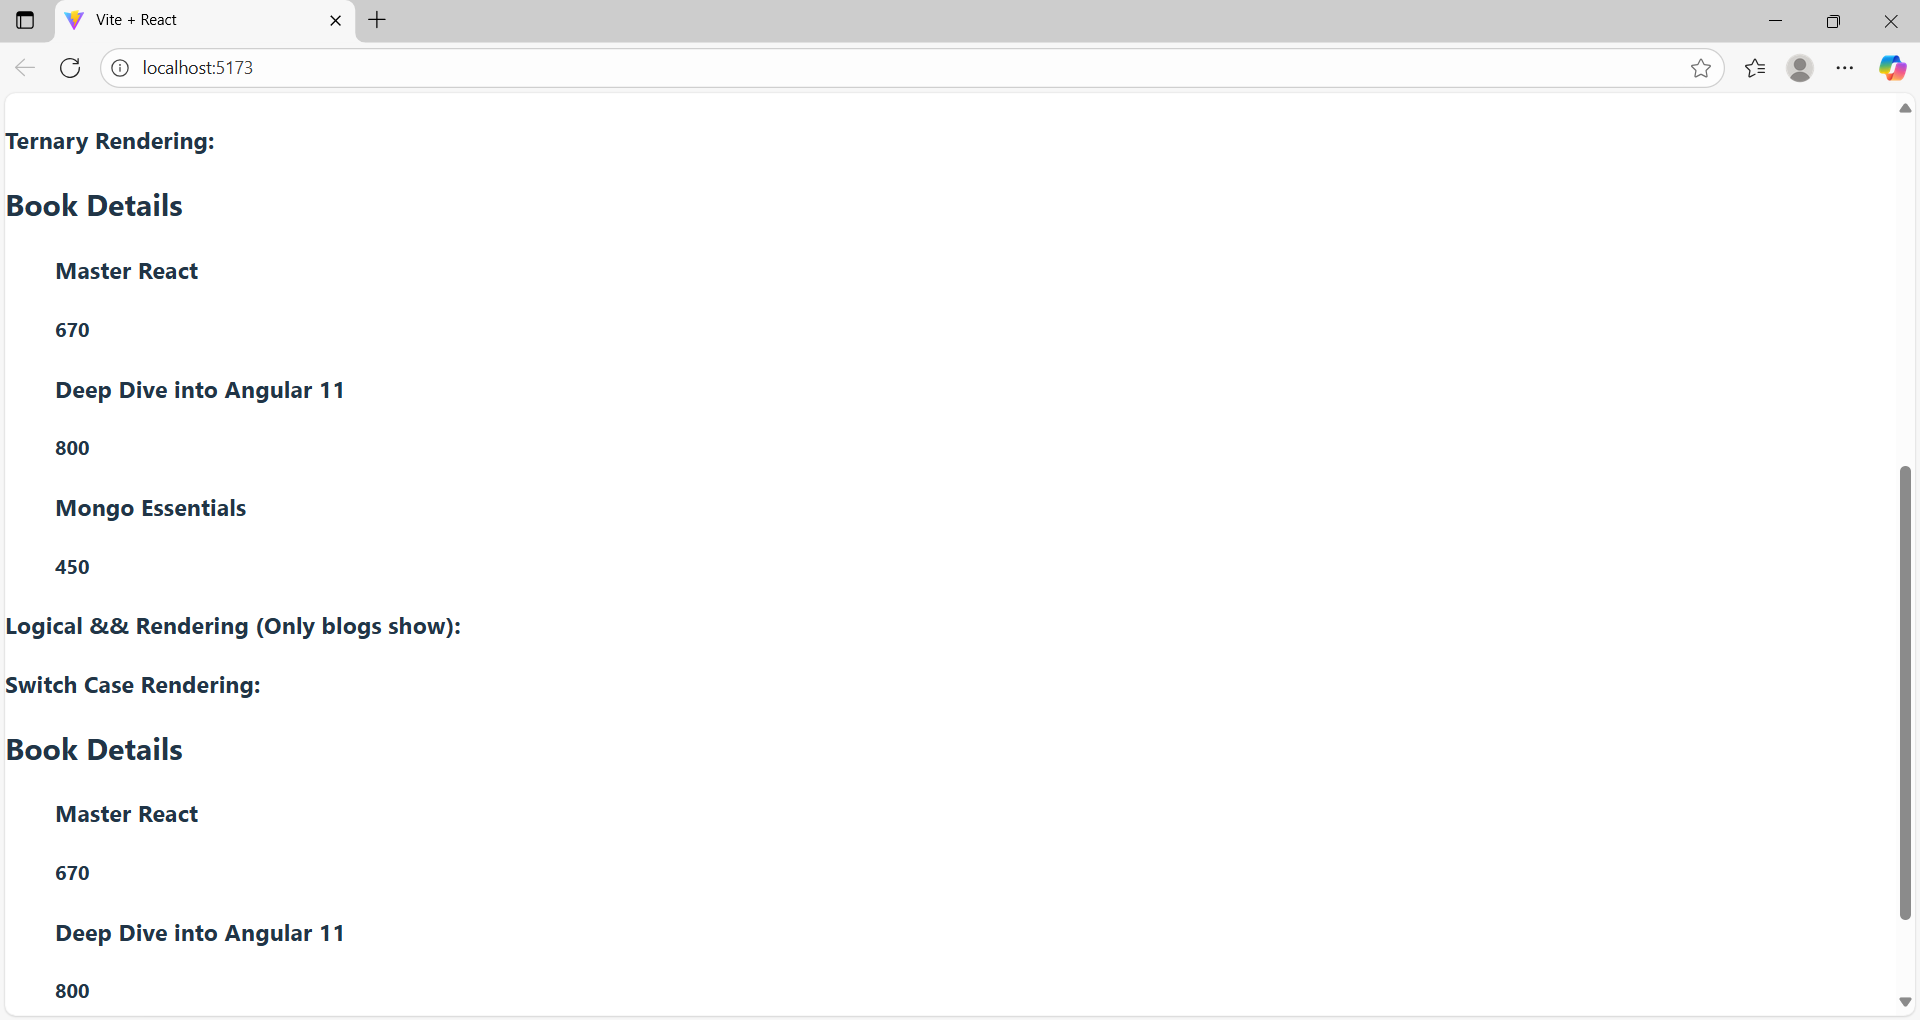 Vite + React
localhost:5173
Ternary Rendering:
Book Details
Master React
670
Deep Dive into Angular 11
800
Mongo Essentials
450
Logical && Rendering (Only blogs show):
Switch Case Rendering:
Book Details
Master React
670
Deep Dive into Angular 11
800